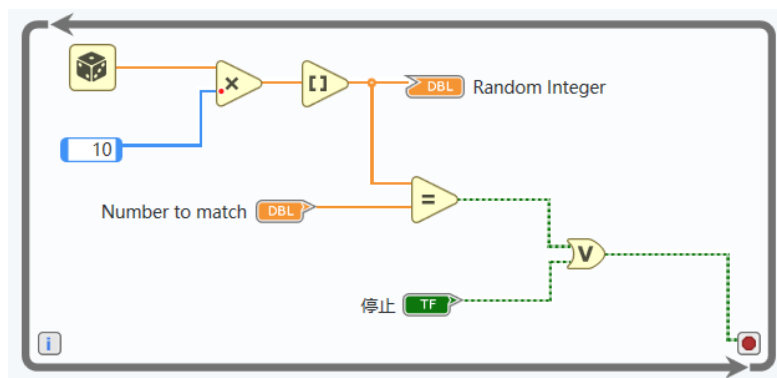 DBL Random Integer
10
Number to match DBL
停止 TF
i